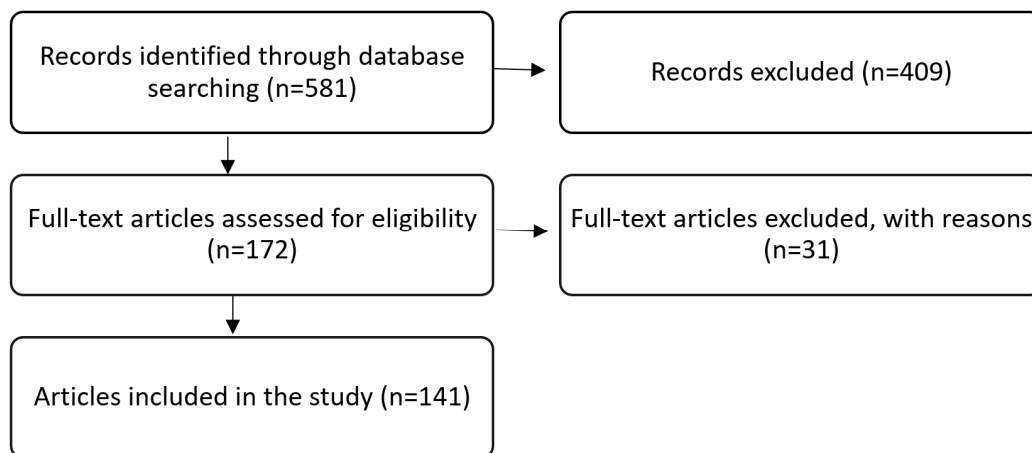 Records identified through database
searching (n=581)
Records excluded (n=409)
Full-text articles assessed for eligibility
(n=172)
Full-text articles excluded, with reasons
(n=31)
Articles included in the study (n=141)